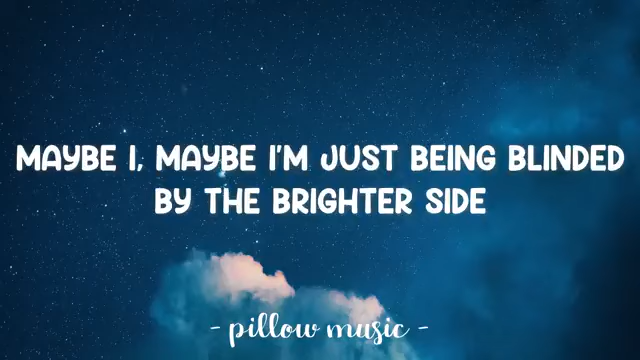 MAYBE I, MAYBE I'M JUST BEING BLINDED
BY THE BRIGHTER SIDE
- pillow music -